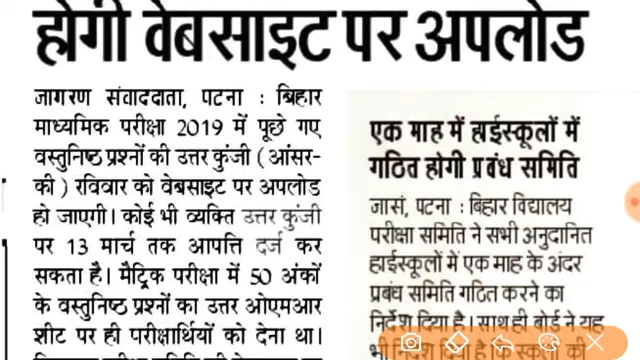 होगी वेबसाइट पर अपलोड
जागरण संवाददाता, पटना : बिहार
माध्यमिक परीक्षा 2019 में पूछे गए
वस्तुनिष्ठ प्रश्नों की उत्तर कुंजी (आंसर-
की) रविवार को वेबसाइट पर अपलोड
हो जाएगी। कोई भी व्यक्ति उत्तर कुंजी
पर 13 मार्च तक आपत्ति दर्ज कर
सकता है। मैट्रिक परीक्षा में 50 अंकों
के वस्तुनिष्ठ प्रश्नों का उत्तर ओएमआर
शीट पर ही परीक्षार्थियों को देना था।
एक माह में हाईस्कूलों में
गठित होगी प्रबंध समिति
जासं, पटना : बिहार विद्यालय
परीक्षा समिति ने सभी अनुदानित
हाईस्कूलों में एक माह के अंदर
प्रबंध समिति गठित करने का
निर्देश दिया है। साथ ही बोर्ड ने यह
भी निर्देश दिया है